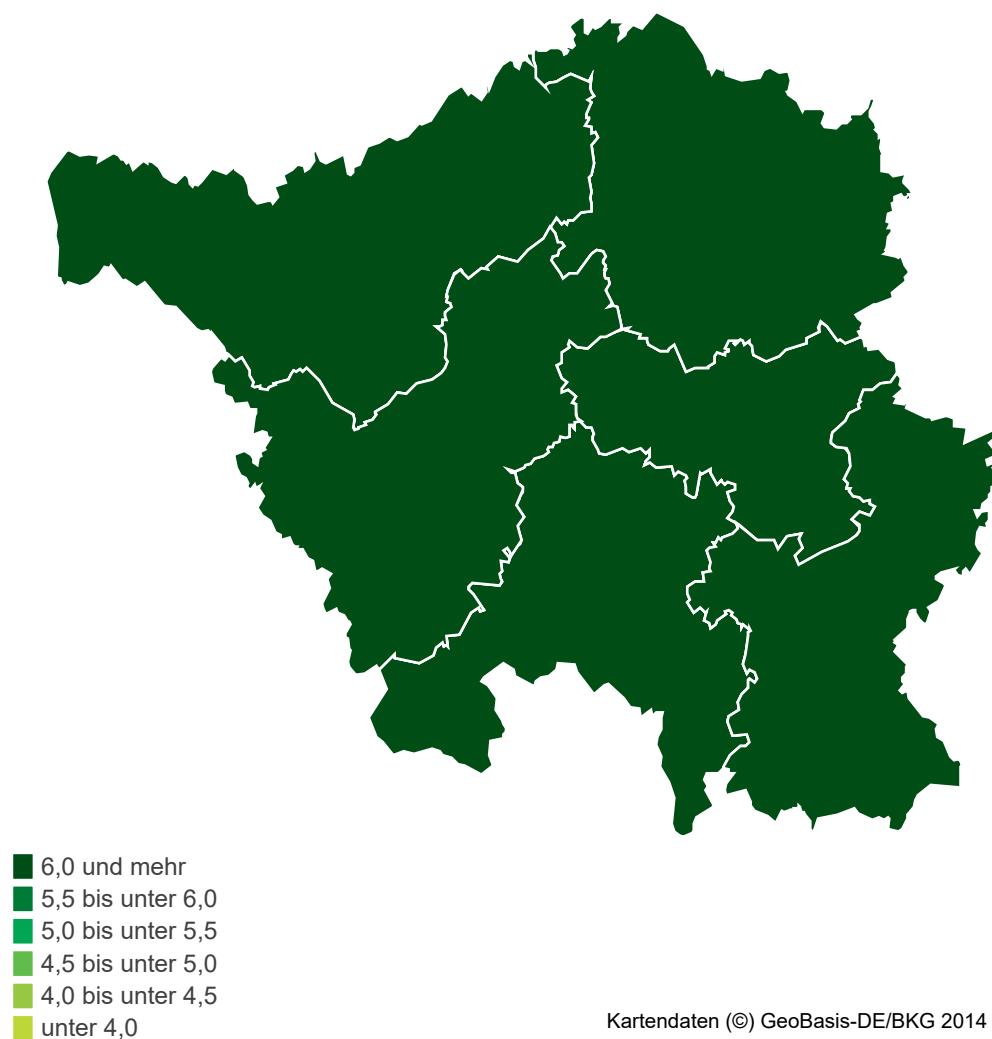 6,0 und mehr
5,5 bis unter 6,0
5,0 bis unter 5,5
4,5 bis unter 5,0
4,0 bis unter 4,5
unter 4,0
Kartendaten (©) GeoBasis-DE/BKG 2014